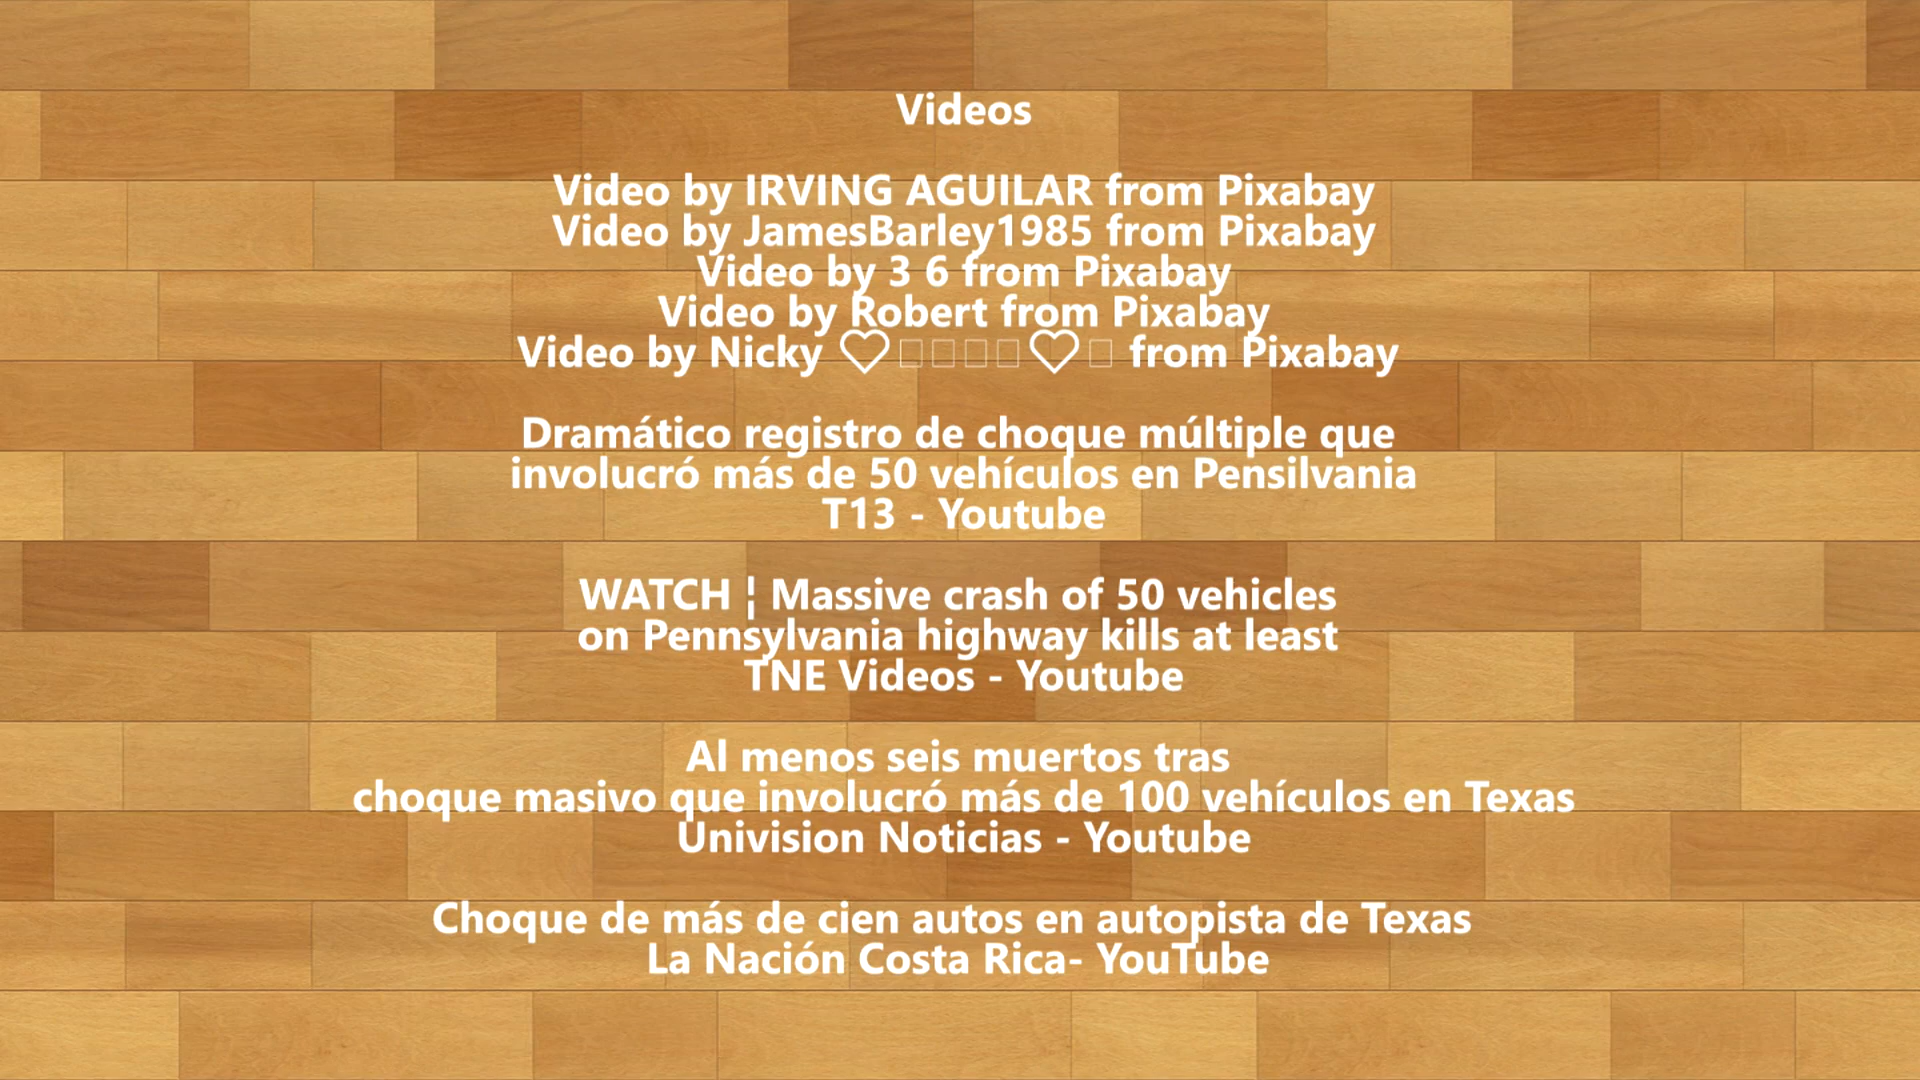 Videos
Video by IRVING AGUILAR from Pixabay
Video by JamesBarley1985 from Pixabay
Video by 3 6 from Pixabay
Video by Robert from Pixabay
Video by Nicky ♡□□□□♡□ from Pixabay
Dramático registro de choque múltiple que
involucró más de 50 vehículos en Pensilvania
T13 - Youtube
WATCH ¦ Massive crash of 50 vehicles
on Pennsylvania highway kills at least
TNE Videos - Youtube
Al menos seis muertos tras
choque masivo que involucró más de 100 vehículos en Texas
Univision Noticias - Youtube
Choque de más de cien autos en autopista de Texas
La Nación Costa Rica- YouTube